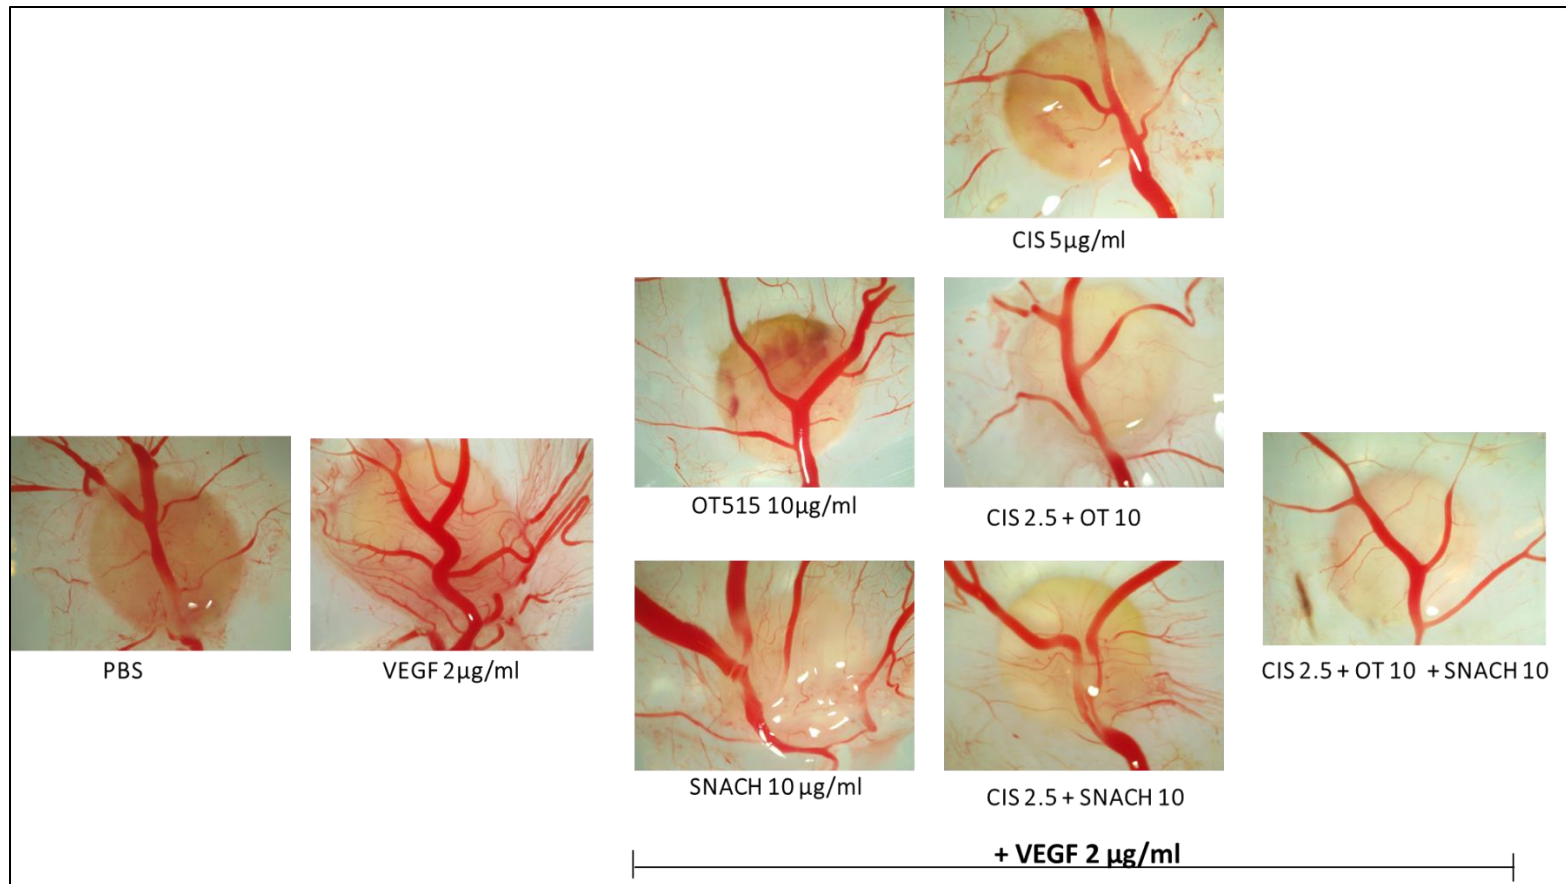 CIS 5µg/ml
OT515 10µg/ml
CIS 2.5 + OT 10
PBS
VEGF 2µg/ml
CIS 2.5 + OT 10 + SNACH 10
SNACH 10 µg/ml
CIS 2.5 + SNACH 10
+ VEGF 2 µg/ml